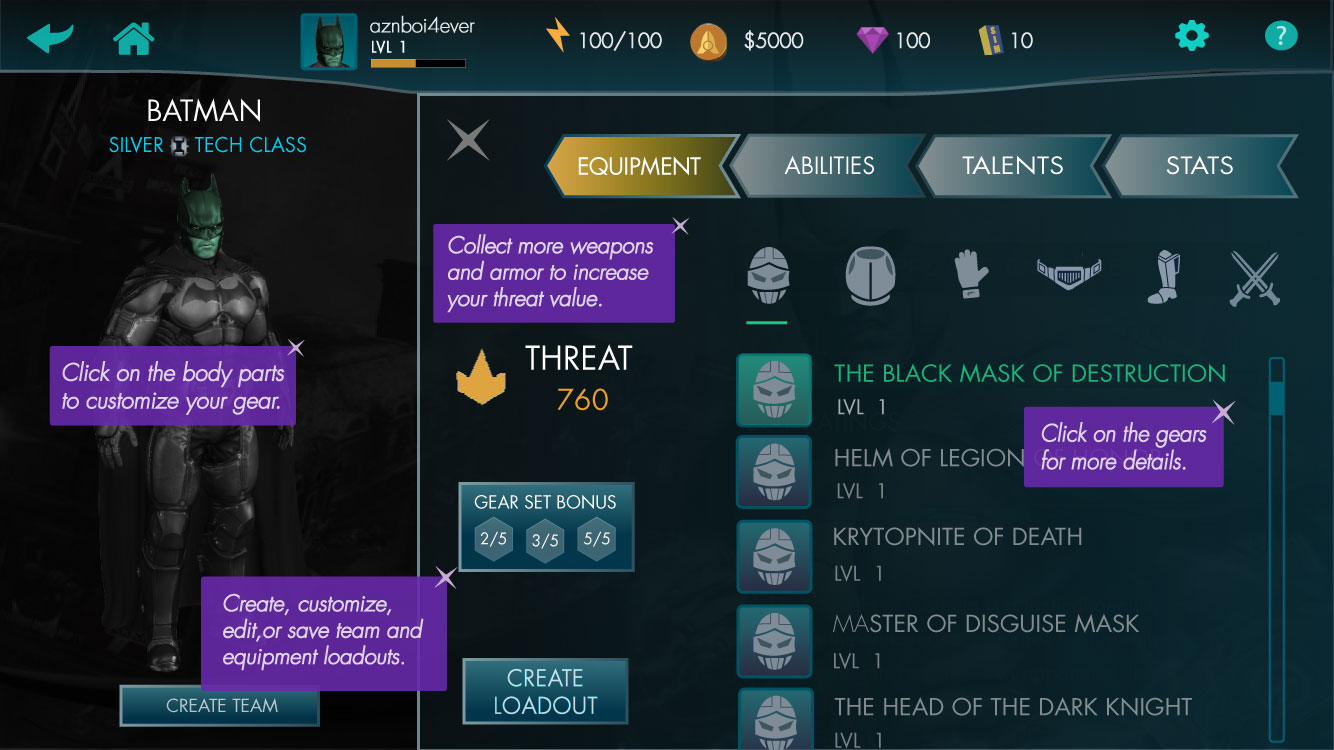 aznboi4ever
LVL 1
100/100
$5000
100
SIM
10
?
BATMAN
SILVER TECH CLASS
EQUIPMENT
ABILITIES
TALENTS
STATS
Collect more weapons
and armor to increase
your threat value.
Click on the body parts
to customize your gear.
THREAT
760
THE BLACK MASK OF DESTRUCTION
LVL 1
Click on the gears
for more details.
HELM OF LEGION OF HONOR
LVL 1
GEAR SET BONUS
2/5 3/5 5/5
KRYTOPNITE OF DEATH
LVL 1
Create, customize,
edit,or save team and
equipment loadouts.
MASTER OF DISGUISE MASK
LVL 1
CREATE
LOADOUT
CREATE TEAM
THE HEAD OF THE DARK KNIGHT
LVL 1